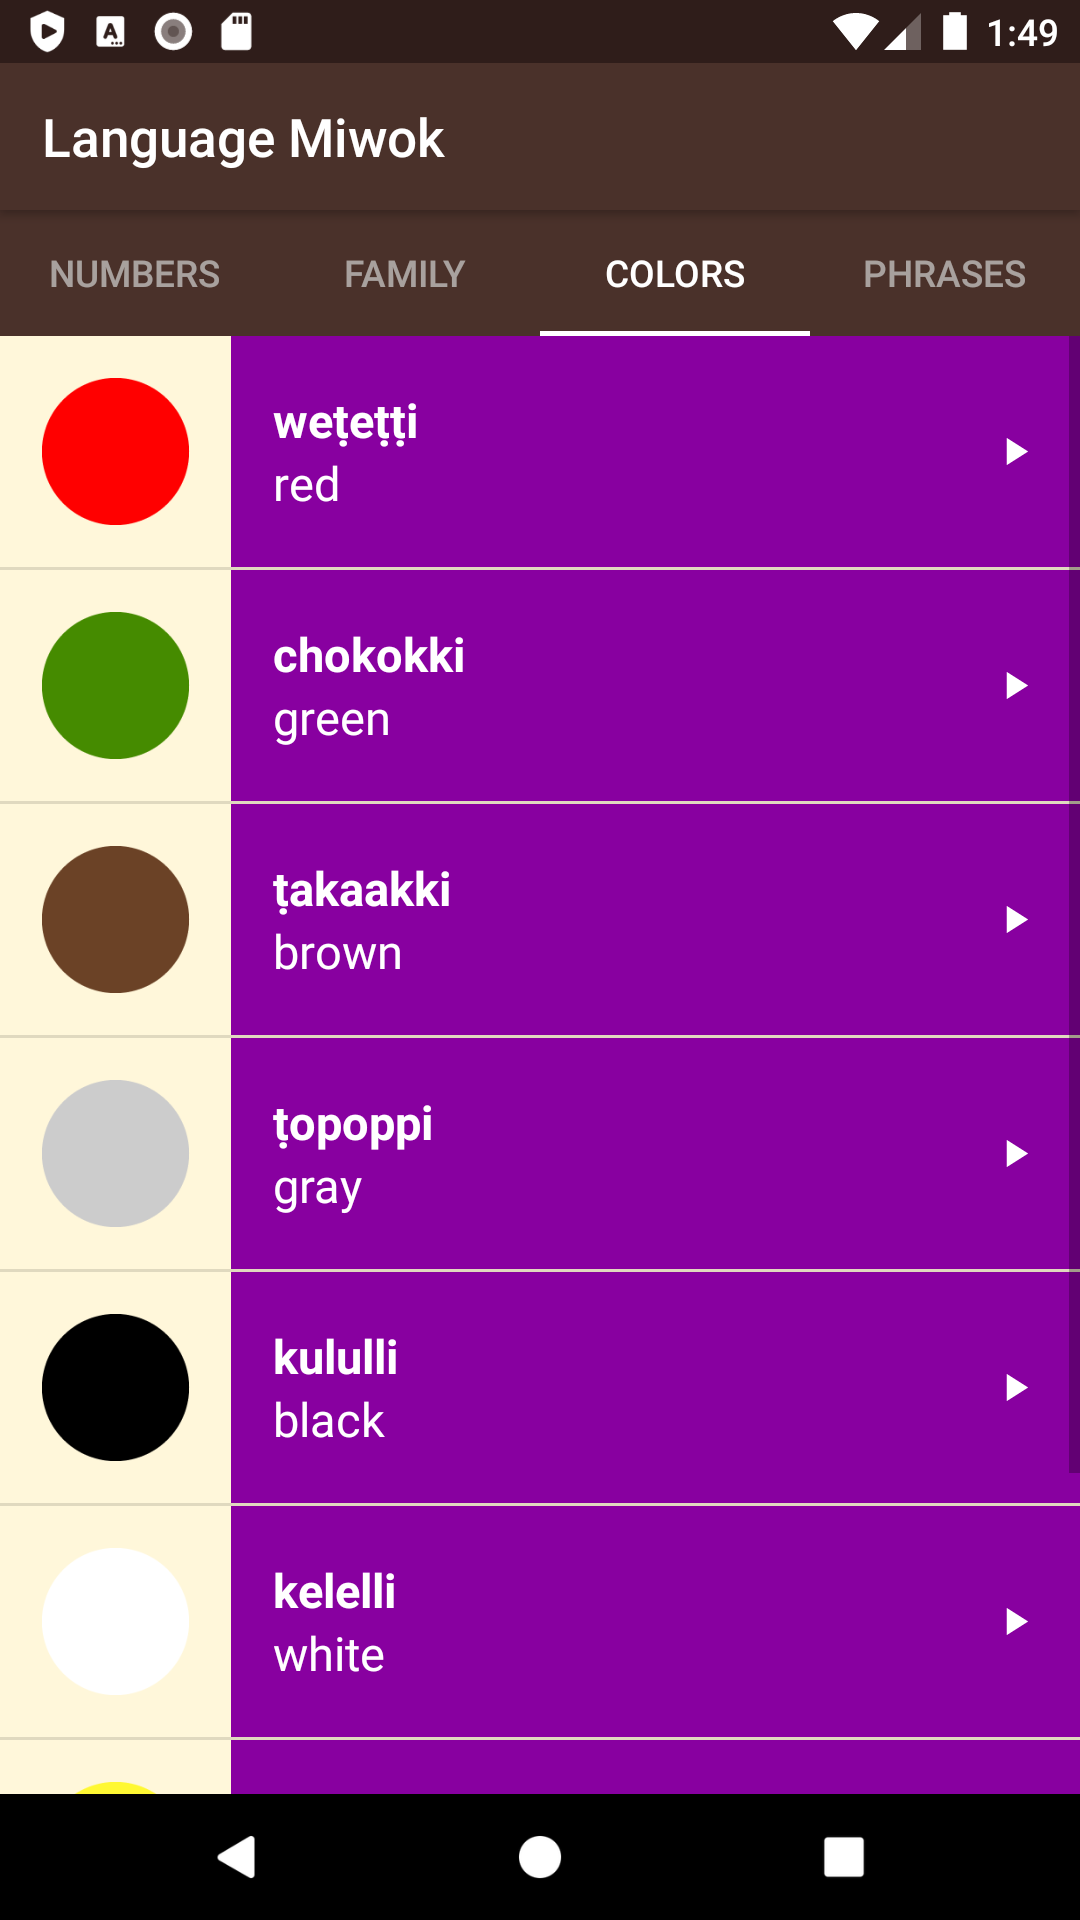 1:49
Language Miwok
NUMBERS FAMILY COLORS PHRASES
weṭeṭṭi
red
chokokki
green
ṭakaakki
brown
ṭopoppi
gray
kululli
black
kelelli
white